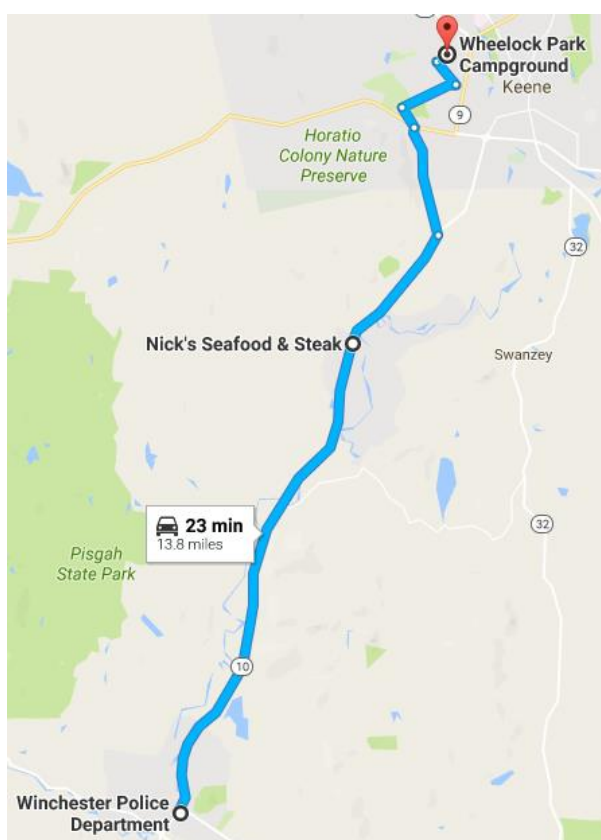 Wheelock Park
Campground
Keene
9
Horatio
Colony Nature
Preserve
32
Nick's Seafood & Steak
Swanzey
23 min
13.8 miles
32
Pisgah
State Park
10
Winchester Police
Department